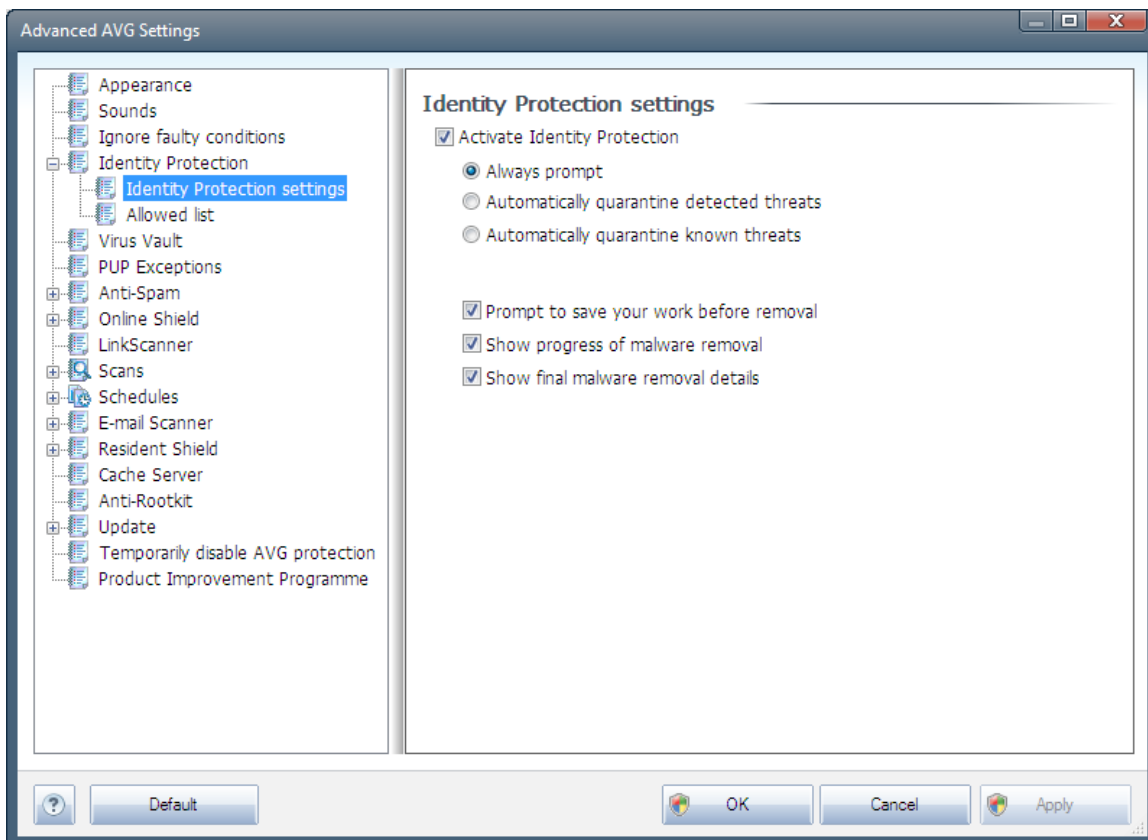 Advanced AVG Settings
Appearance
Sounds
Ignore faulty conditions
Identity Protection
Identity Protection settings
Allowed list
Virus Vault
PUP Exceptions
Anti-Spam
Online Shield
LinkScanner
Scans
Schedules
E-mail Scanner
Resident Shield
Cache Server
Anti-Rootkit
Update
Temporarily disable AVG protection
Product Improvement Programme
Identity Protection settings
Activate Identity Protection
Always prompt
Automatically quarantine detected threats
Automatically quarantine known threats
Prompt to save your work before removal
Show progress of malware removal
Show final malware removal details
?
Default
OK
Cancel
Apply